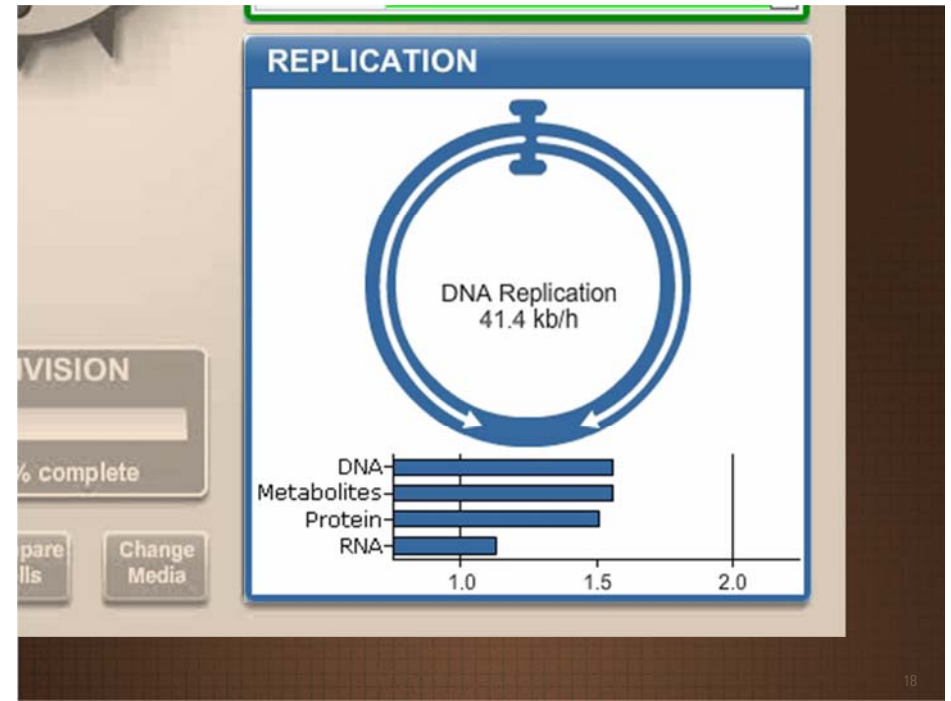 REPLICATION
DNA Replication
41.4 kb/h
DNA
Metabolites
Protein
RNA
1.0 1.5 2.0
IVISION
% complete
pare
lls
Change
Media
18